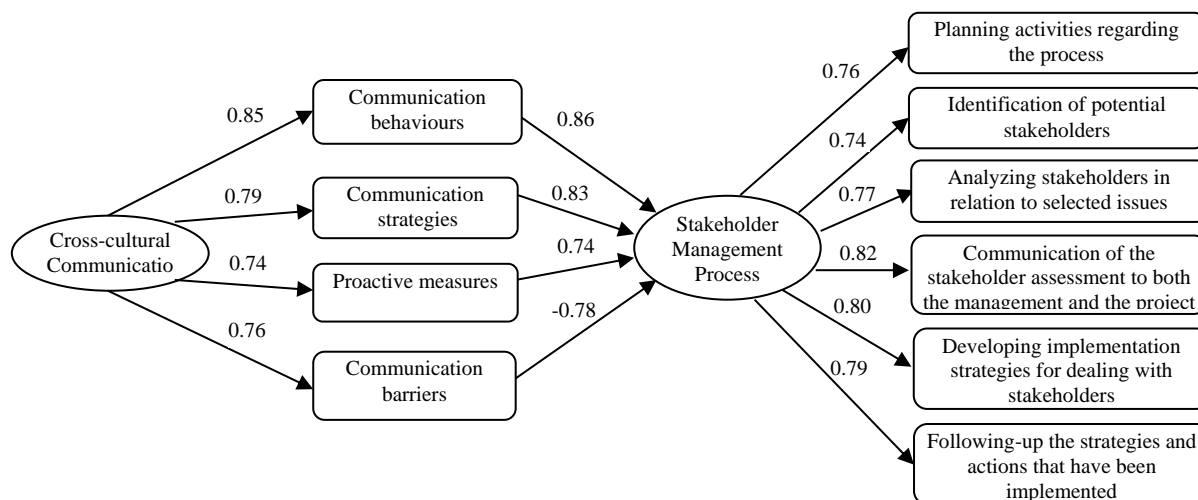 0.85
0.79
0.74
0.76
Cross-cultural
Communicatio
Communication
behaviours
Communication
strategies
Proactive measures
Communication
barriers
0.86
0.83
0.74
-0.78
Stakeholder
Management
Process
0.76
0.74
0.77
0.82
0.80
0.79
Planning activities regarding
the process
Identification of potential
stakeholders
Analyzing stakeholders in
relation to selected issues
Communication of the
stakeholder assessment to both
the management and the project
Developing implementation
strategies for dealing with
stakeholders
Following-up the strategies and
actions that have been
implemented